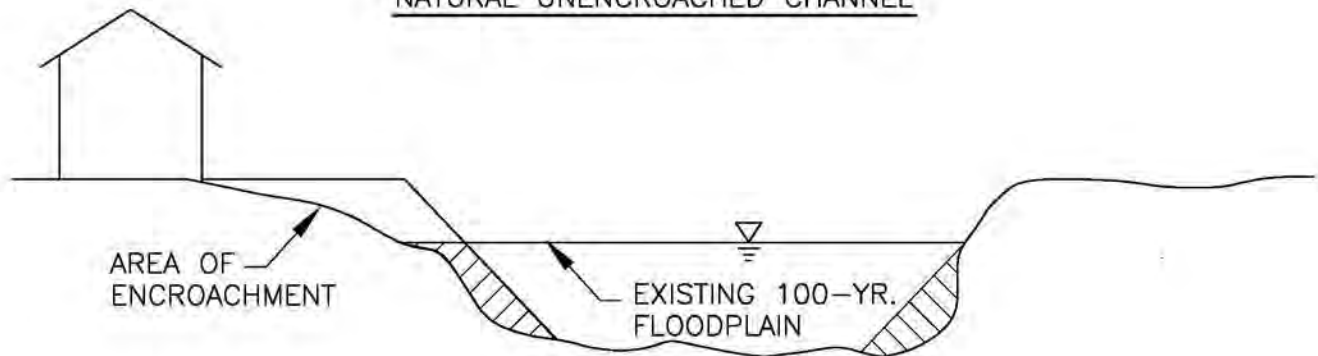 NATURAL UNENCROACHED CHANNEL
AREA OF
ENCROACHMENT
EXISTING 100-YR.
FLOODPLAIN